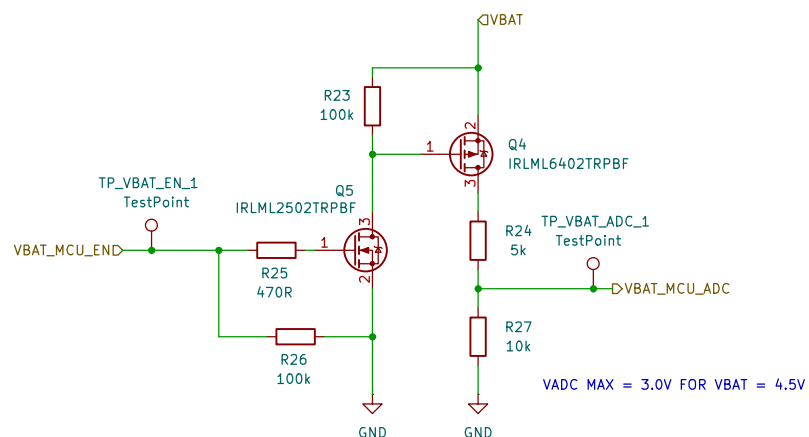 VBAT
R23
100k
2
1
Q4
IRLML6402TRPBF
3
TP_VBAT_EN_1
TestPoint
Q5
IRLML2502TRPBF
3
TP_VBAT_ADC_1
TestPoint
R24
5k
VBAT_MCU_EN
1
R25
470R
2
VBAT_MCU_ADC
R27
10k
R26
100k
VADC MAX = 3.0V FOR VBAT = 4.5V
GND
GND